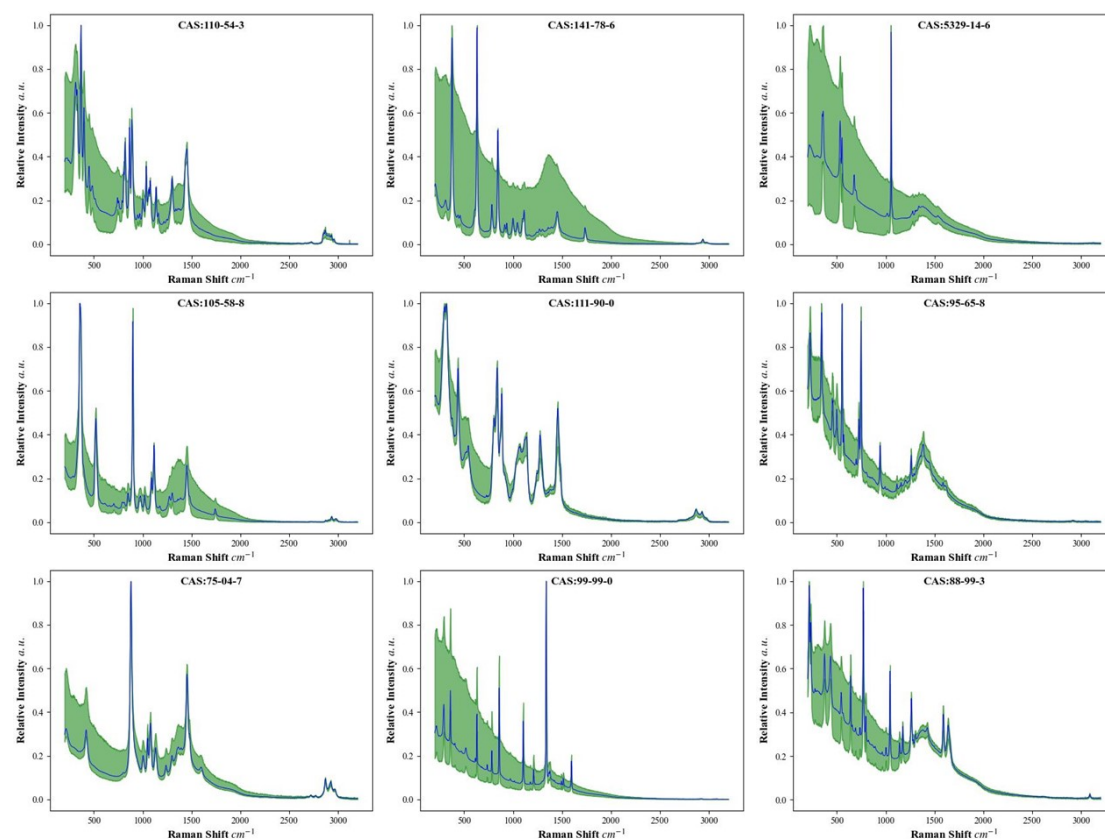 CAS:110-54-3
1.0
0.8
0.6
0.4
0.2
0.0
Relative Intensity a.u.
500 1000 1500 2000 2500 3000
Raman Shift cm⁻¹
CAS:141-78-6
1.0
0.8
0.6
0.4
0.2
0.0
Relative Intensity a.u.
500 1000 1500 2000 2500 3000
Raman Shift cm⁻¹
CAS:5329-14-6
1.0
0.8
0.6
0.4
0.2
0.0
Relative Intensity a.u.
500 1000 1500 2000 2500 3000
Raman Shift cm⁻¹
CAS:105-58-8
1.0
0.8
0.6
0.4
0.2
0.0
Relative Intensity a.u.
500 1000 1500 2000 2500 3000
Raman Shift cm⁻¹
CAS:111-90-0
1.0
0.8
0.6
0.4
0.2
0.0
Relative Intensity a.u.
500 1000 1500 2000 2500 3000
Raman Shift cm⁻¹
CAS:95-65-8
1.0
0.8
0.6
0.4
0.2
0.0
Relative Intensity a.u.
500 1000 1500 2000 2500 3000
Raman Shift cm⁻¹
CAS:75-04-7
1.0
0.8
0.6
0.4
0.2
0.0
Relative Intensity a.u.
500 1000 1500 2000 2500 3000
Raman Shift cm⁻¹
CAS:99-99-0
1.0
0.8
0.6
0.4
0.2
0.0
Relative Intensity a.u.
500 1000 1500 2000 2500 3000
Raman Shift cm⁻¹
CAS:88-99-3
1.0
0.8
0.6
0.4
0.2
0.0
Relative Intensity a.u.
500 1000 1500 2000 2500 3000
Raman Shift cm⁻¹